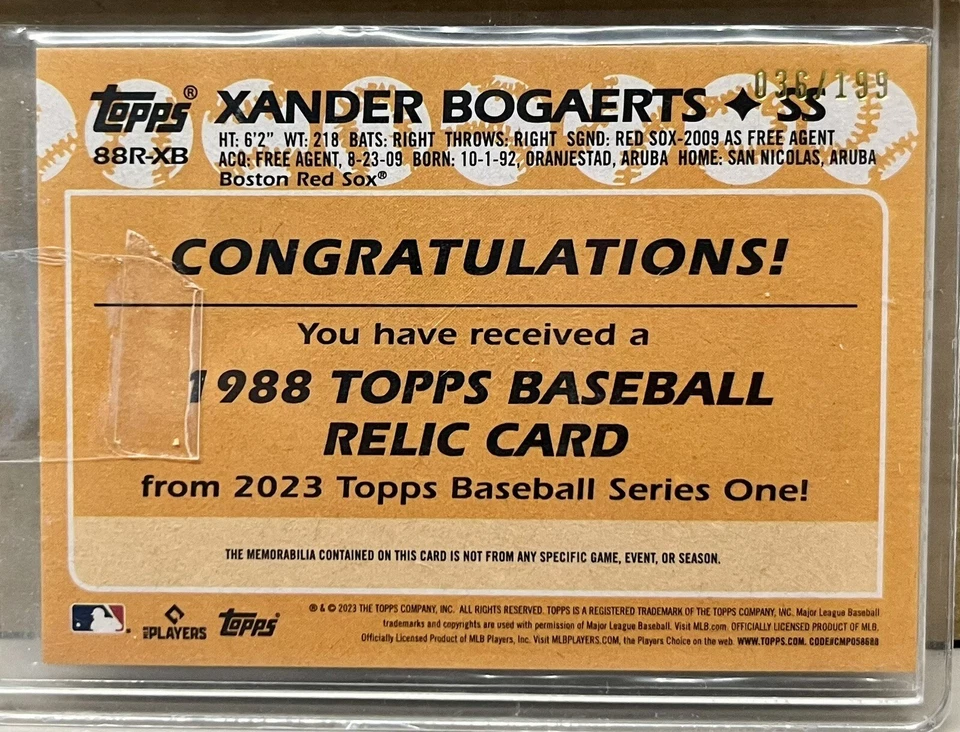 036/199
Topps® XANDER BOGAERTS ✦ SS
88R-XB
HT: 6'2" WT: 218 BATS: RIGHT THROWS: RIGHT SGND: RED SOX-2009 AS FREE AGENT
ACQ: FREE AGENT, 8-23-09 BORN: 10-1-92, ORANJESTAD, ARUBA HOME: SAN NICOLAS, ARUBA
Boston Red Sox®
CONGRATULATIONS!
You have received a
1988 TOPPS BASEBALL
RELIC CARD
from 2023 Topps Baseball Series One!
THE MEMORABILIA CONTAINED ON THIS CARD IS NOT FROM ANY SPECIFIC GAME, EVENT, OR SEASON.
PLAYERS Topps
® & © 2023 THE TOPPS COMPANY, INC. ALL RIGHTS RESERVED. TOPPS IS A REGISTERED TRADEMARK OF THE TOPPS COMPANY, INC. Major League Baseball
trademarks and copyrights are used with permission of Major League Baseball. Visit MLB.com. OFFICIALLY LICENSED PRODUCT OF MLB.
Officially Licensed Product of MLB Players, Inc. Visit MLBPLAYERS.COM, the Players Choice on the web. WWW.TOPPS.COM. CODE#CMP058688